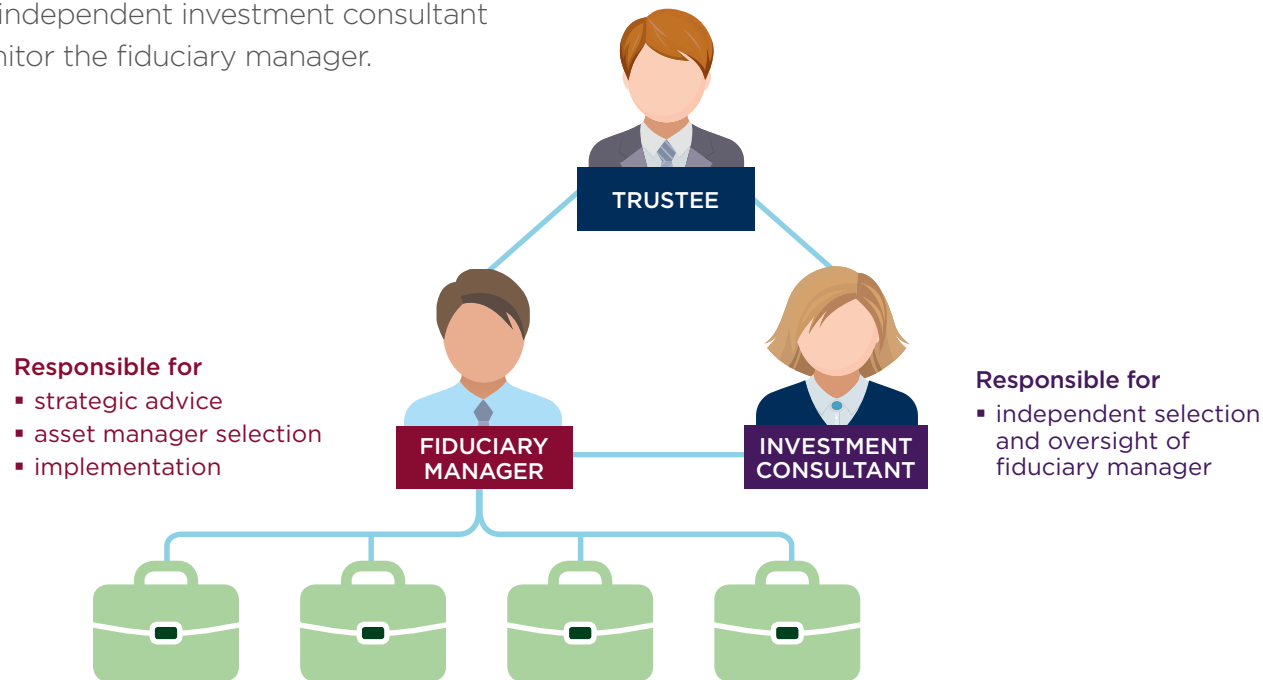 independent investment consultant
nitor the fiduciary manager.
TRUSTEE
FIDUCIARY
MANAGER
INVESTMENT
CONSULTANT
Responsible for
▪ strategic advice
▪ asset manager selection
▪ implementation
Responsible for
▪ independent selection
and oversight of
fiduciary manager